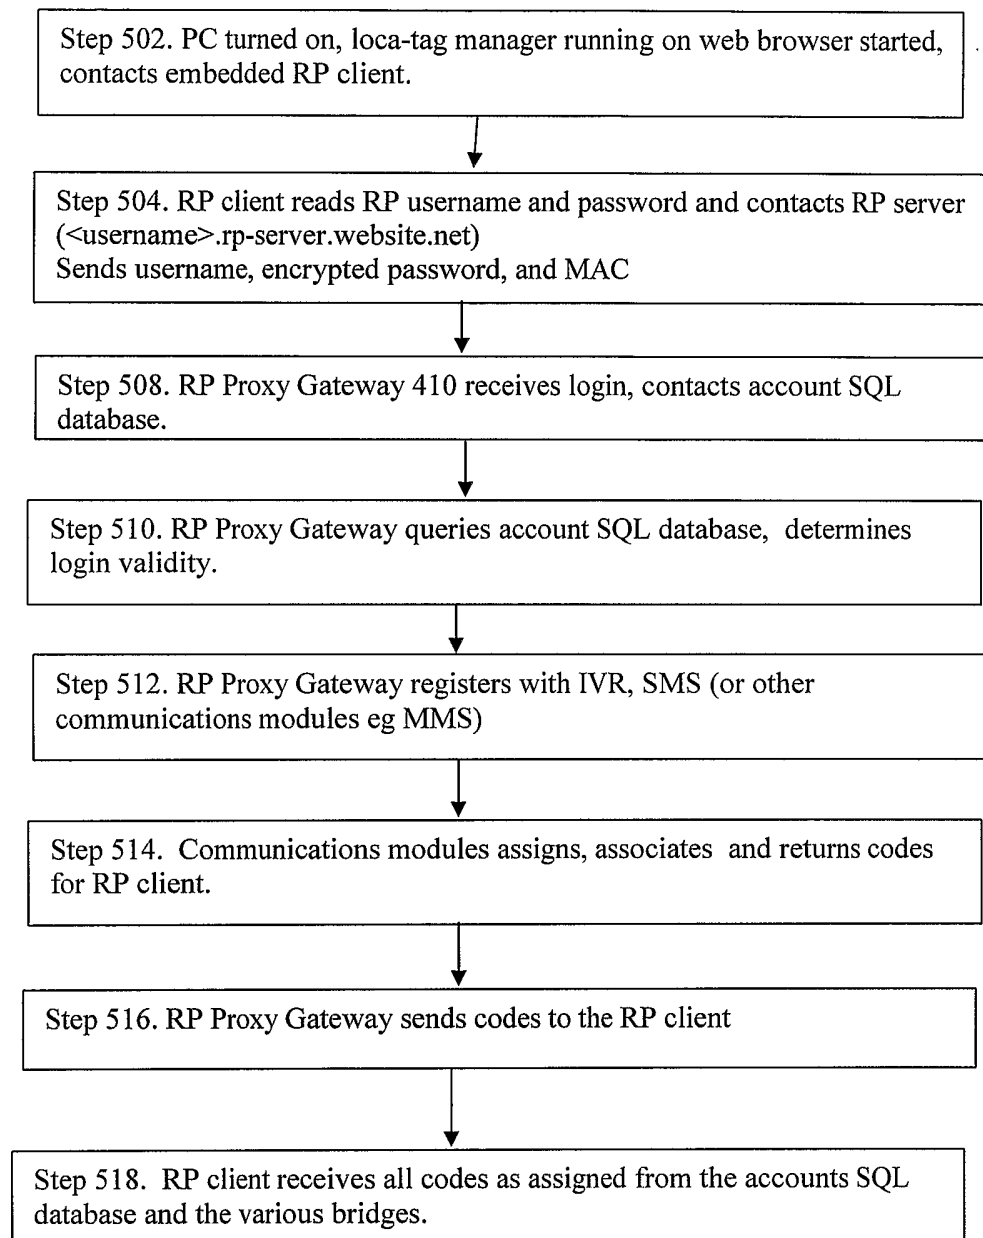 Step 502. PC turned on, loca-tag manager running on web browser started,
contacts embedded RP client.
Step 504. RP client reads RP username and password and contacts RP server
(<username>.rp-server.website.net)
Sends username, encrypted password, and MAC
Step 508. RP Proxy Gateway 410 receives login, contacts account SQL
database.
Step 510. RP Proxy Gateway queries account SQL database, determines
login validity.
Step 512. RP Proxy Gateway registers with IVR, SMS (or other
communications modules eg MMS)
Step 514. Communications modules assigns, associates and returns codes
for RP client.
Step 516. RP Proxy Gateway sends codes to the RP client
Step 518. RP client receives all codes as assigned from the accounts SQL
database and the various bridges.